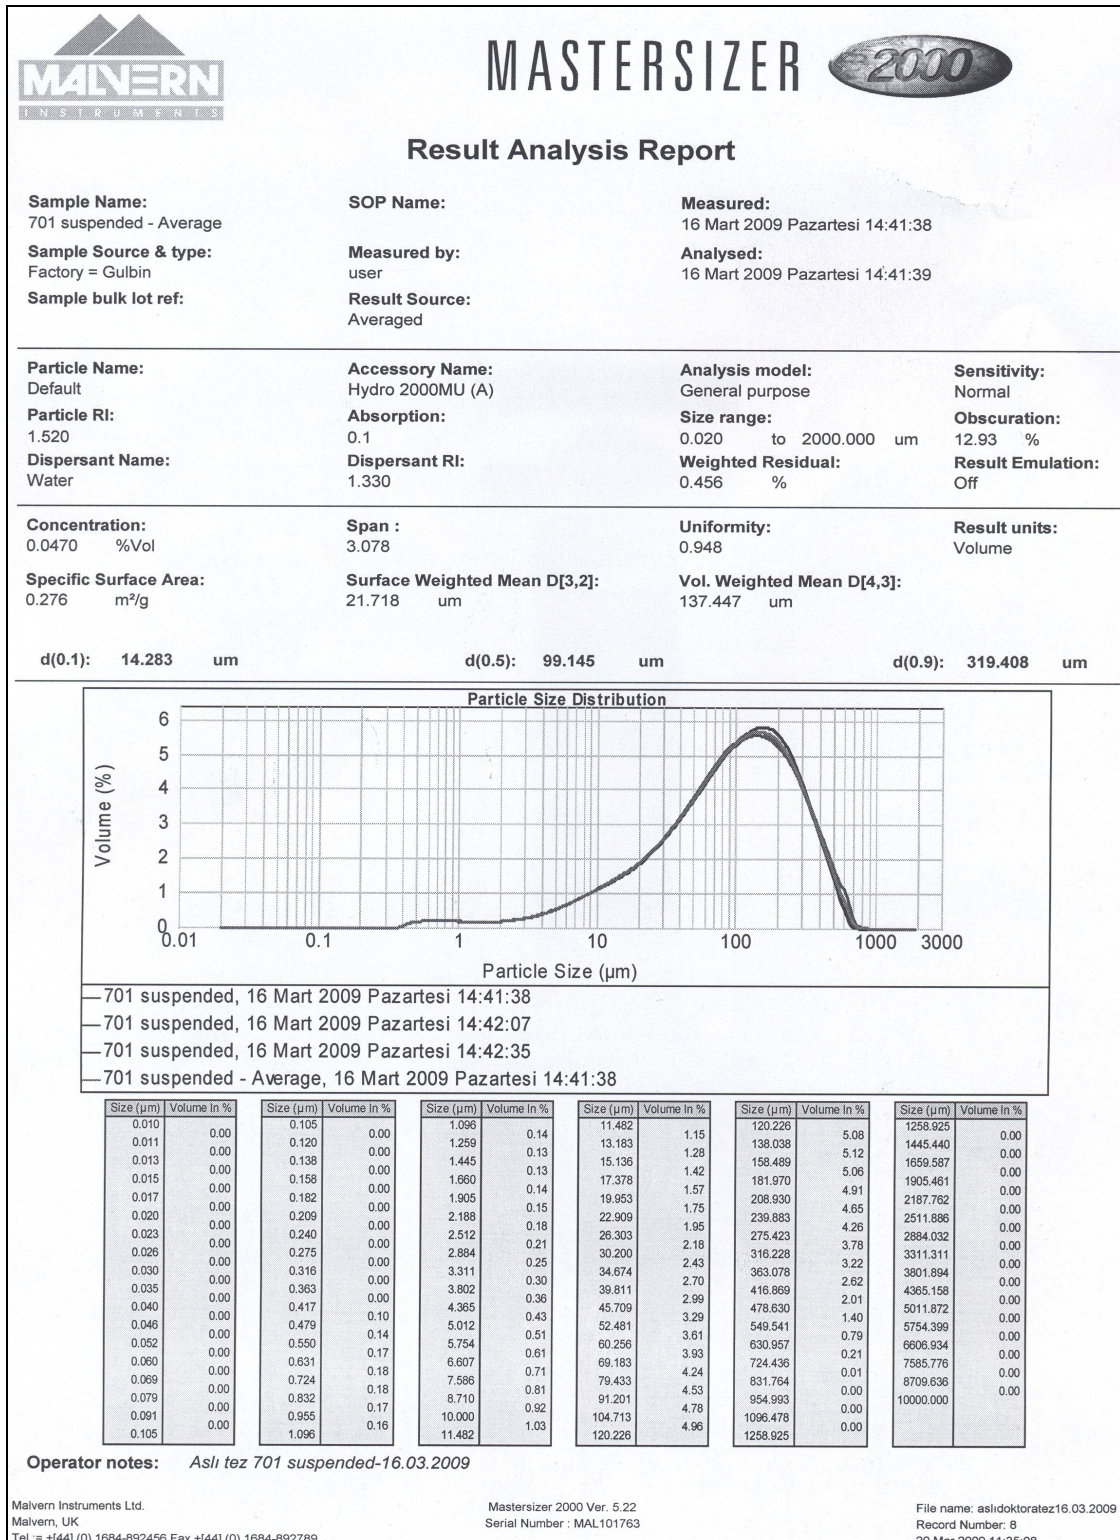 MALVERN
INSTRUMENTS
MASTERSIZER 2000
Result Analysis Report
Sample Name: SOP Name: Measured:
701 suspended - Average 16 Mart 2009 Pazartesi 14:41:38
Sample Source & type: Measured by: Analysed:
Factory = Gulbin user 16 Mart 2009 Pazartesi 14:41:39
Sample bulk lot ref: Result Source:
Averaged
Particle Name: Accessory Name: Analysis model: Sensitivity:
Default Hydro 2000MU (A) General purpose Normal
Particle RI: Absorption: Size range: Obscuration:
1.520 0.1 0.020 to 2000.000 um 12.93 %
Dispersant Name: Dispersant RI: Weighted Residual: Result Emulation:
Water 1.330 0.456 % Off
Concentration: Span : Uniformity: Result units:
0.0470 %Vol 3.078 0.948 Volume
Specific Surface Area: Surface Weighted Mean D[3,2]: Vol. Weighted Mean D[4,3]:
0.276 m²/g 21.718 um 137.447 um
d(0.1): 14.283 um d(0.5): 99.145 um d(0.9): 319.408 um
Particle Size Distribution
Volume (%)
6
5
4
3
2
1
0
0.01 0.1 1 10 100 1000 3000
Particle Size (µm)
701 suspended, 16 Mart 2009 Pazartesi 14:41:38
701 suspended, 16 Mart 2009 Pazartesi 14:42:07
701 suspended, 16 Mart 2009 Pazartesi 14:42:35
701 suspended - Average, 16 Mart 2009 Pazartesi 14:41:38
Size (µm) Volume In % Size (µm) Volume In % Size (µm) Volume In % Size (µm) Volume In % Size (µm) Volume In % Size (µm) Volume In %
0.010 0.00 0.105 0.00 1.096 0.14 11.482 1.15 120.226 5.08 1258.925 0.00
0.011 0.00 0.120 0.00 1.259 0.13 13.183 1.28 138.038 5.12 1445.440 0.00
0.013 0.00 0.138 0.00 1.445 0.13 15.136 1.42 158.489 5.06 1659.587 0.00
0.015 0.00 0.158 0.00 1.660 0.14 17.378 1.57 181.970 4.91 1905.461 0.00
0.017 0.00 0.182 0.00 1.905 0.15 19.953 1.75 208.930 4.65 2187.762 0.00
0.020 0.00 0.209 0.00 2.188 0.18 22.909 1.95 239.883 4.26 2511.886 0.00
0.023 0.00 0.240 0.00 2.512 0.21 26.303 2.18 275.423 3.78 2884.032 0.00
0.026 0.00 0.275 0.00 2.884 0.25 30.200 2.43 316.228 3.22 3311.311 0.00
0.030 0.00 0.316 0.00 3.311 0.30 34.674 2.70 363.078 2.62 3801.894 0.00
0.035 0.00 0.363 0.00 3.802 0.36 39.811 2.99 416.869 2.01 4365.158 0.00
0.040 0.00 0.417 0.10 4.365 0.43 45.709 3.29 478.630 1.40 5011.872 0.00
0.046 0.00 0.479 0.14 5.012 0.51 52.481 3.61 549.541 0.79 5754.399 0.00
0.052 0.00 0.550 0.17 5.754 0.61 60.256 3.93 630.957 0.21 6606.934 0.00
0.060 0.00 0.631 0.18 6.607 0.71 69.183 4.24 724.436 0.01 7585.776 0.00
0.069 0.00 0.724 0.18 7.586 0.81 79.433 4.53 831.764 0.00 8709.636 0.00
0.079 0.00 0.832 0.17 8.710 0.92 91.201 4.78 954.993 0.00 10000.000
0.091 0.00 0.955 0.16 10.000 1.03 104.713 4.96 1096.478 0.00
0.105 1.096 11.482 120.226 1258.925
Operator notes: Aslı tez 701 suspended-16.03.2009
Malvern Instruments Ltd. Mastersizer 2000 Ver. 5.22 File name: aslıdoktoratez16.03.2009
Malvern, UK Serial Number : MAL101763 Record Number: 8
Tel := +[44] (0) 1684-892456 Fax +[44] (0) 1684-892789